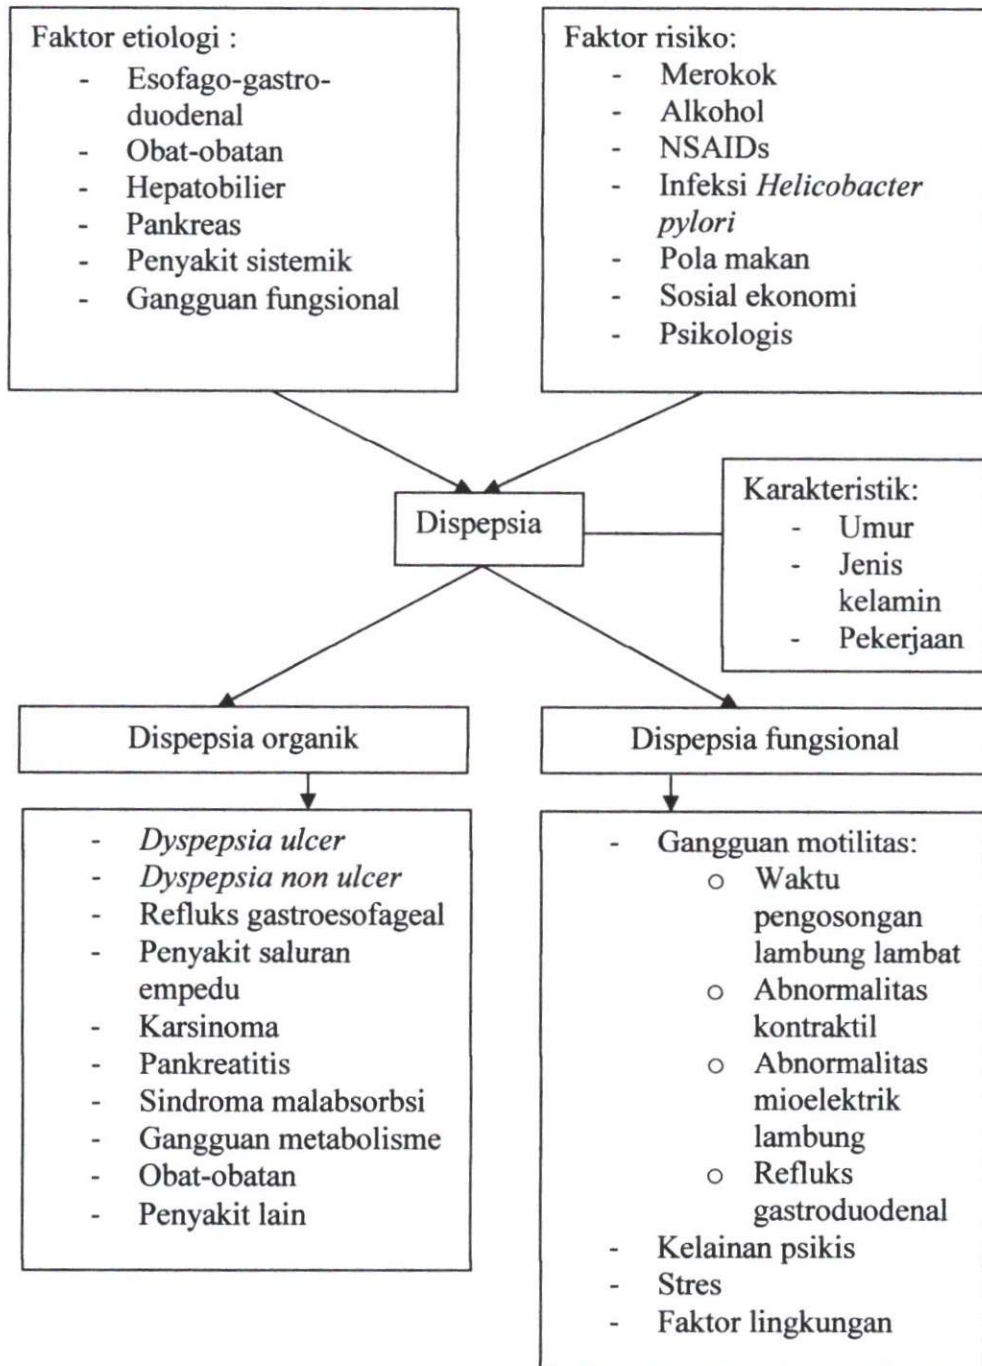 Faktor etiologi :
- Esofago-gastro-
duodenal
- Obat-obatan
- Hepatobilier
- Pankreas
- Penyakit sistemik
- Gangguan fungsional
Faktor risiko:
- Merokok
- Alkohol
- NSAIDs
- Infeksi Helicobacter
pylori
- Pola makan
- Sosial ekonomi
- Psikologis
Dispepsia
Karakteristik:
- Umur
- Jenis
kelamin
- Pekerjaan
Dispepsia organik
Dispepsia fungsional
- Dyspepsia ulcer
- Dyspepsia non ulcer
- Refluks gastroesofageal
- Penyakit saluran
empedu
- Karsinoma
- Pankreatitis
- Sindroma malabsorbsi
- Gangguan metabolisme
- Obat-obatan
- Penyakit lain
- Gangguan motilitas:
o Waktu
pengosongan
lambung lambat
o Abnormalitas
kontraktil
o Abnormalitas
mioelektrik
lambung
o Refluks
gastroduodenal
- Kelainan psikis
- Stres
- Faktor lingkungan